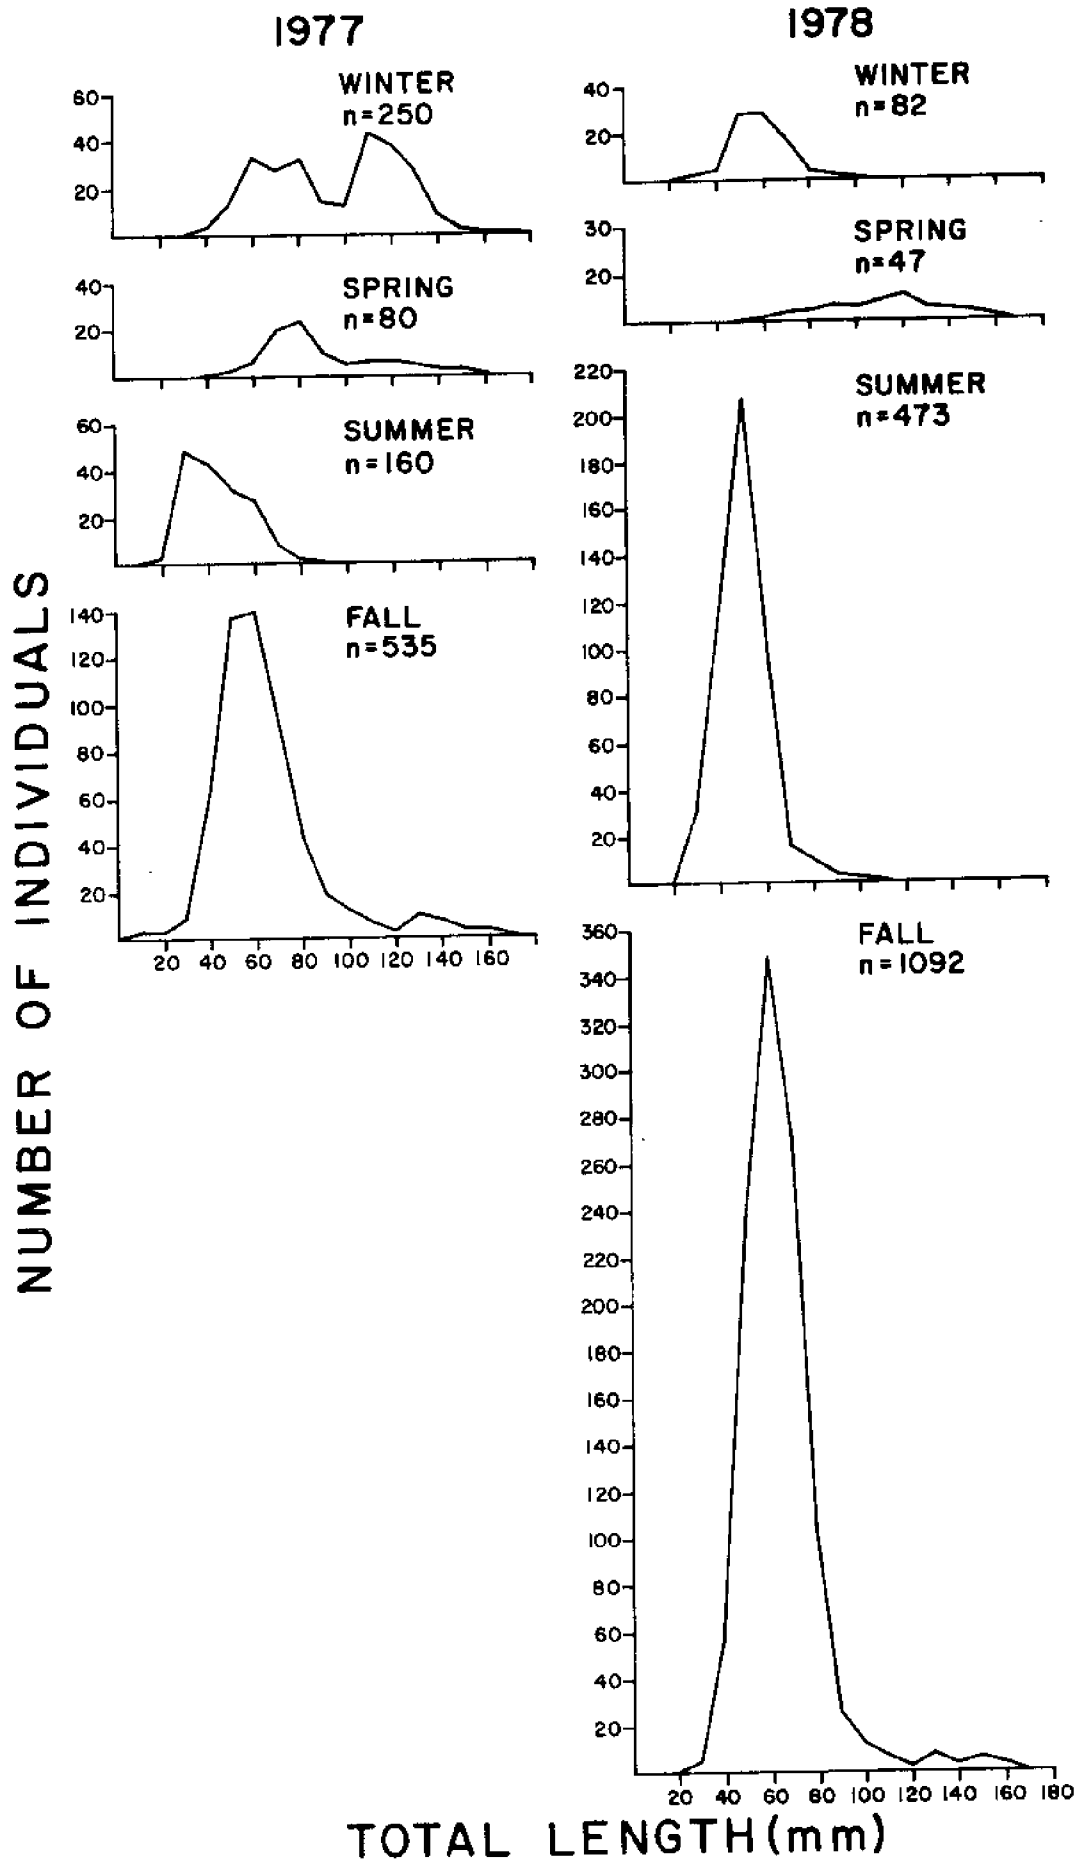 1977
WINTER
n=250
60
40
20
SPRING
n=80
40
20
SUMMER
n=160
60
40
20
FALL
n=535
140
120
100
80
60
40
20
20 40 60 80 100 120 140 160
1978
WINTER
n=82
40
20
SPRING
n=47
30
20
SUMMER
n=473
220
200
180
160
140
120
100
80
60
40
20
FALL
n=1092
360
340
320
300
280
260
240
220
200
180
160
140
120
100
80
60
40
20
20 40 60 80 100 120 140 160 180
NUMBER OF INDIVIDUALS
TOTAL LENGTH(mm)